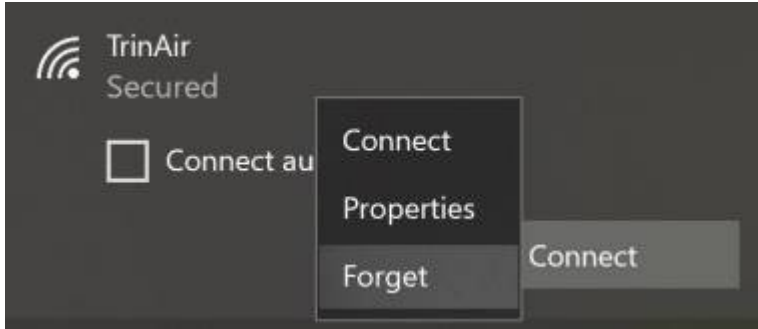 TrinAir
Secured
Connect au
Connect
Properties
Forget
Connect